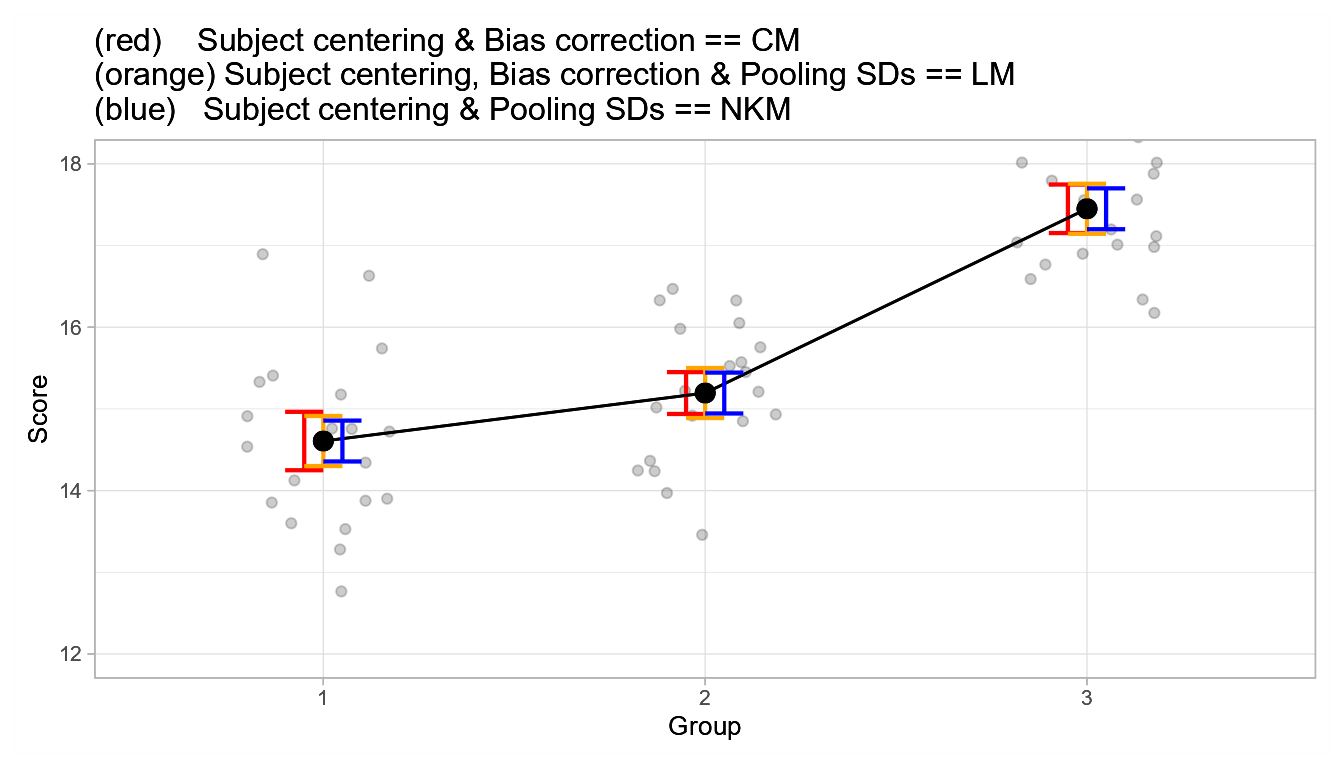 (red)    Subject centering & Bias correction == CM
(orange) Subject centering, Bias correction & Pooling SDs == LM
(blue)   Subject centering & Pooling SDs == NKM
18
16
14
12
Score
1 2 3
Group